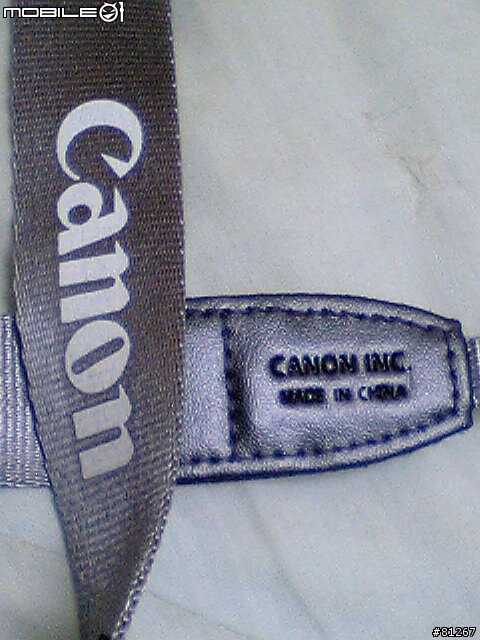 MOBILE01
Canon
CANON INC.
MADE IN CHINA
#81267